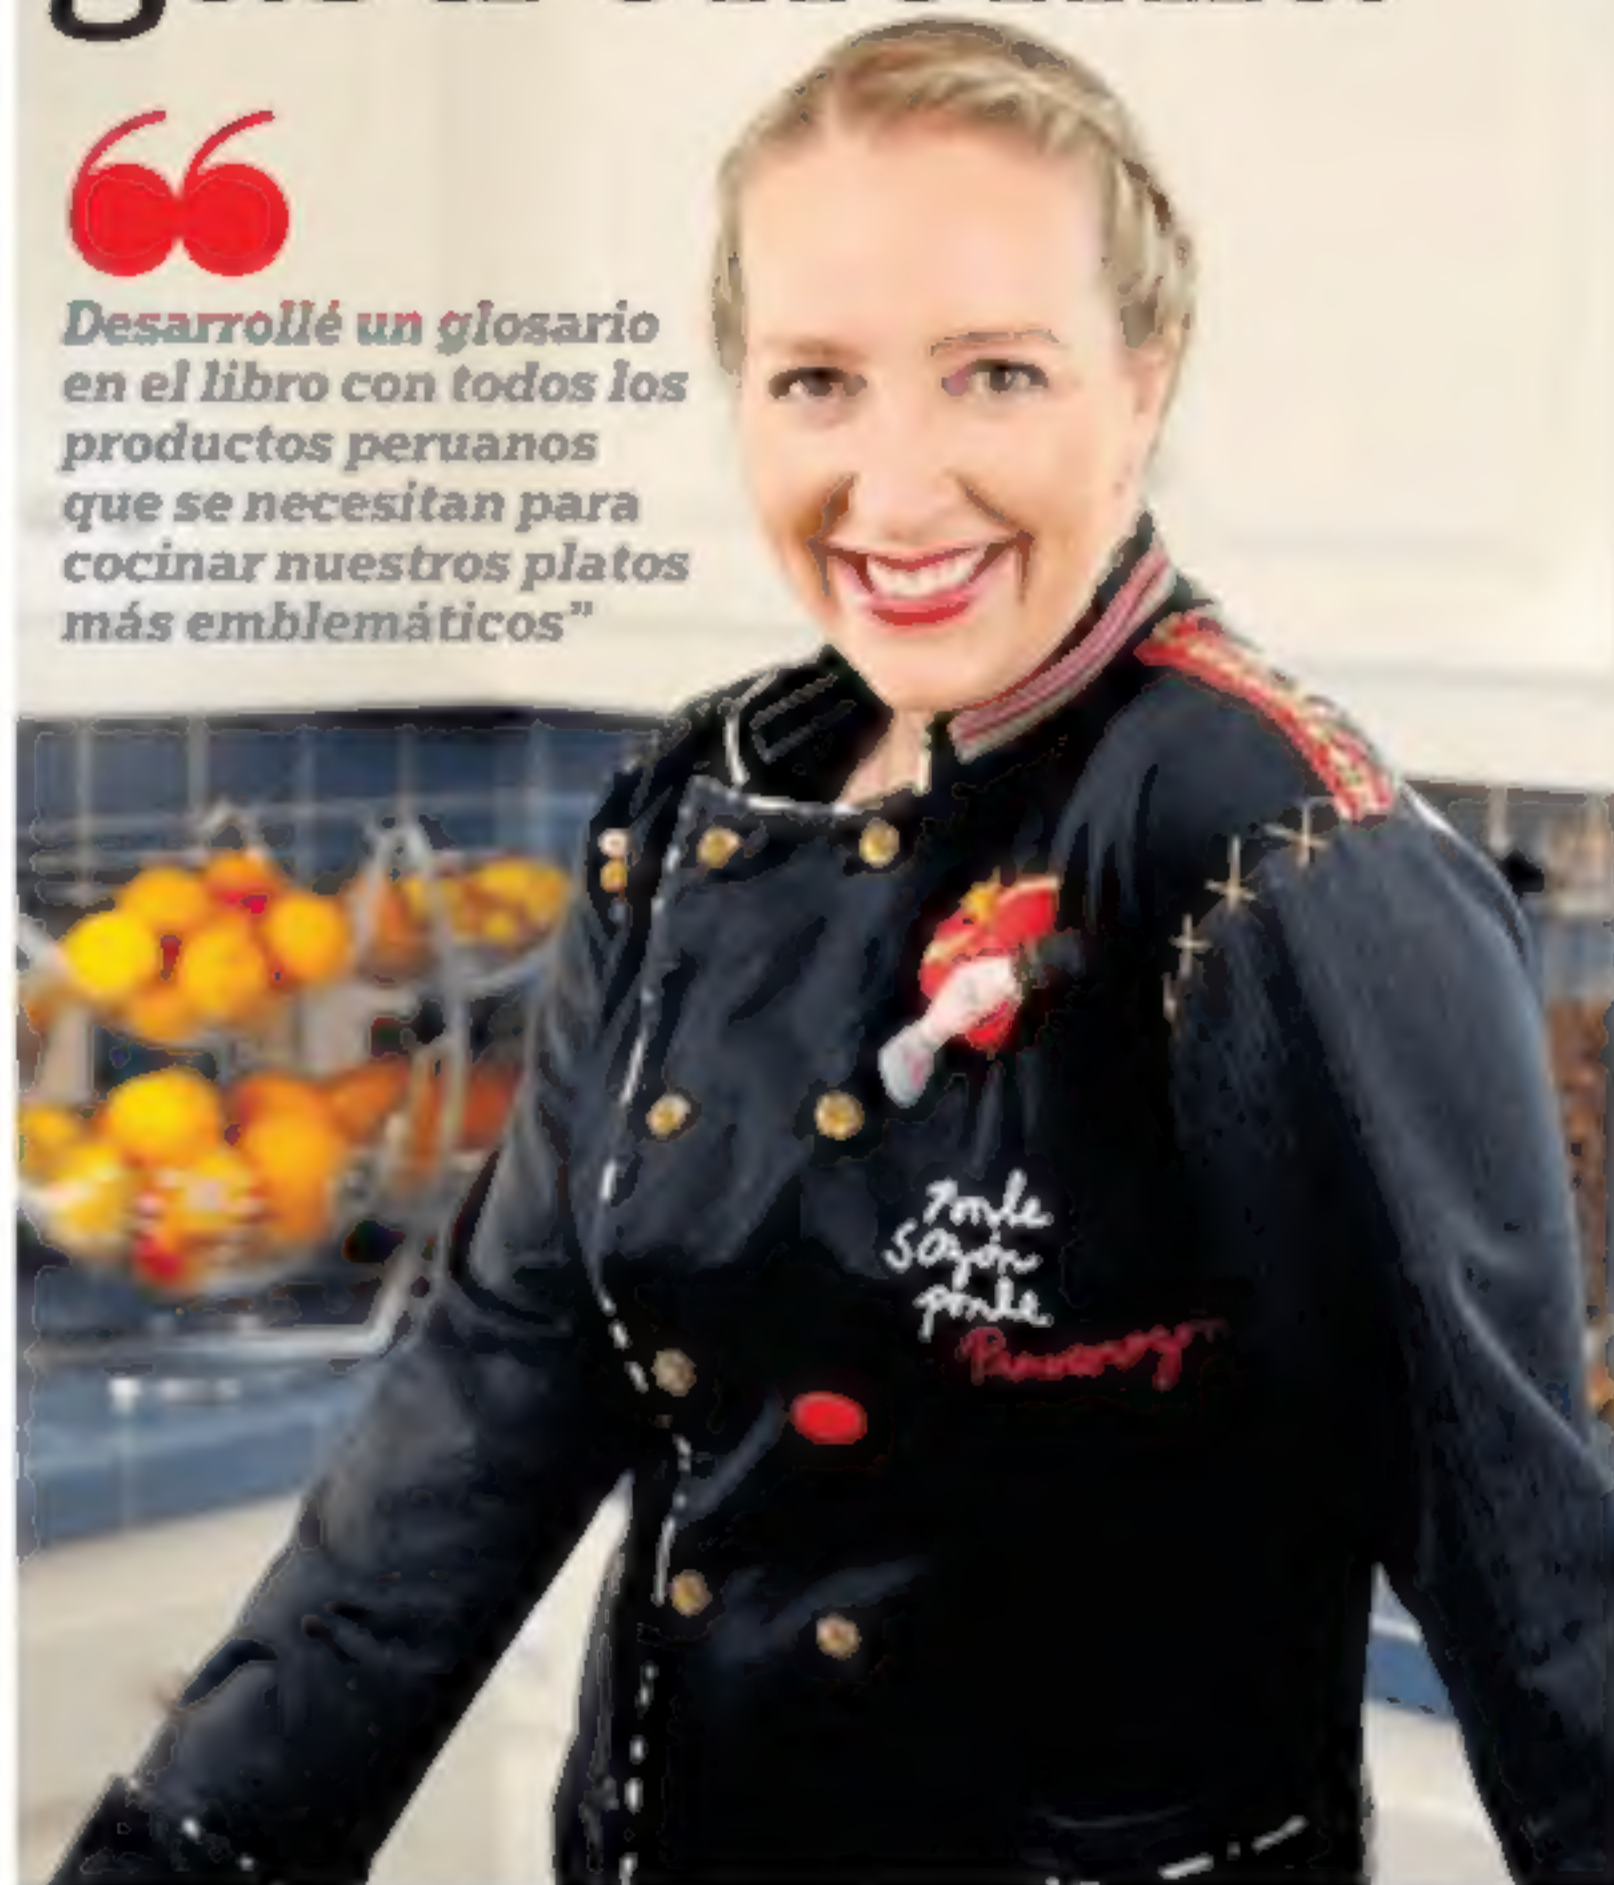 “
Desarrollé un glosario
en el libro con todos los
productos peruanos
que se necesitan para
cocinar nuestros platos
más emblemáticos”
Ponle
Sazón
ponle